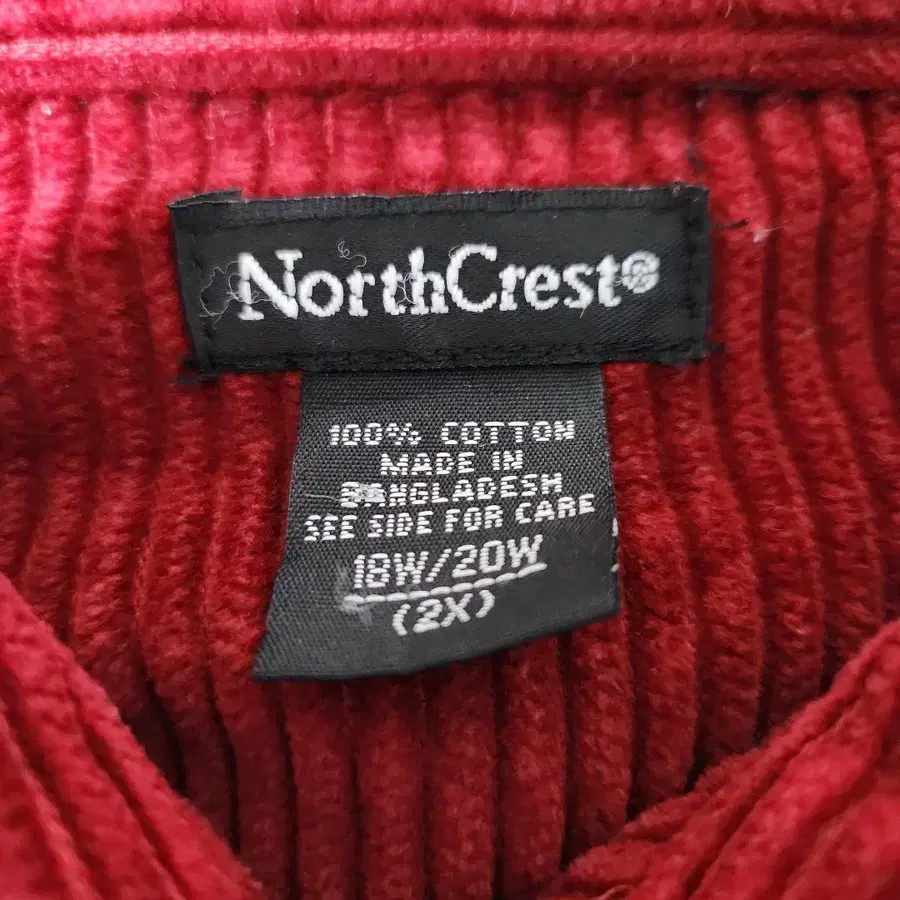 NorthCrest®
100% COTTON
MADE IN
BANGLADESH
SEE SIDE FOR CARE
18W/20W
(2X)